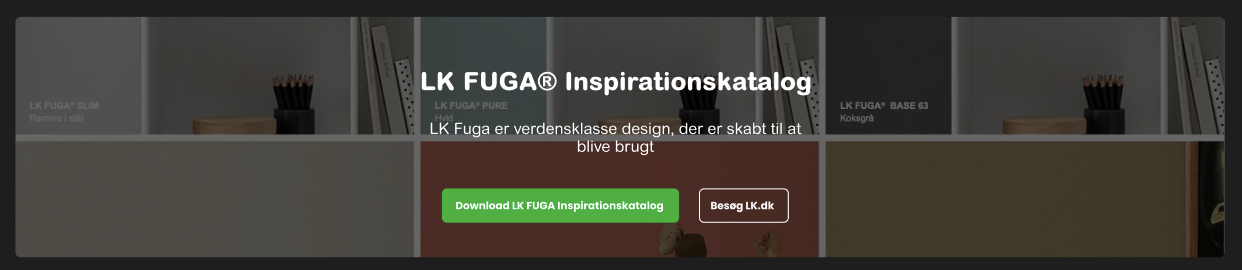 LK FUGA® Inspirationskatalog
LK FUGA® SLIM
Ramme i stål
LK FUGA® PURE
Hvid
LK FUGA® BASE 63
Koksgrå
LK Fuga er verdensklasse design, der er skabt til at
blive brugt
Download LK FUGA Inspirationskatalog
Besøg LK.dk